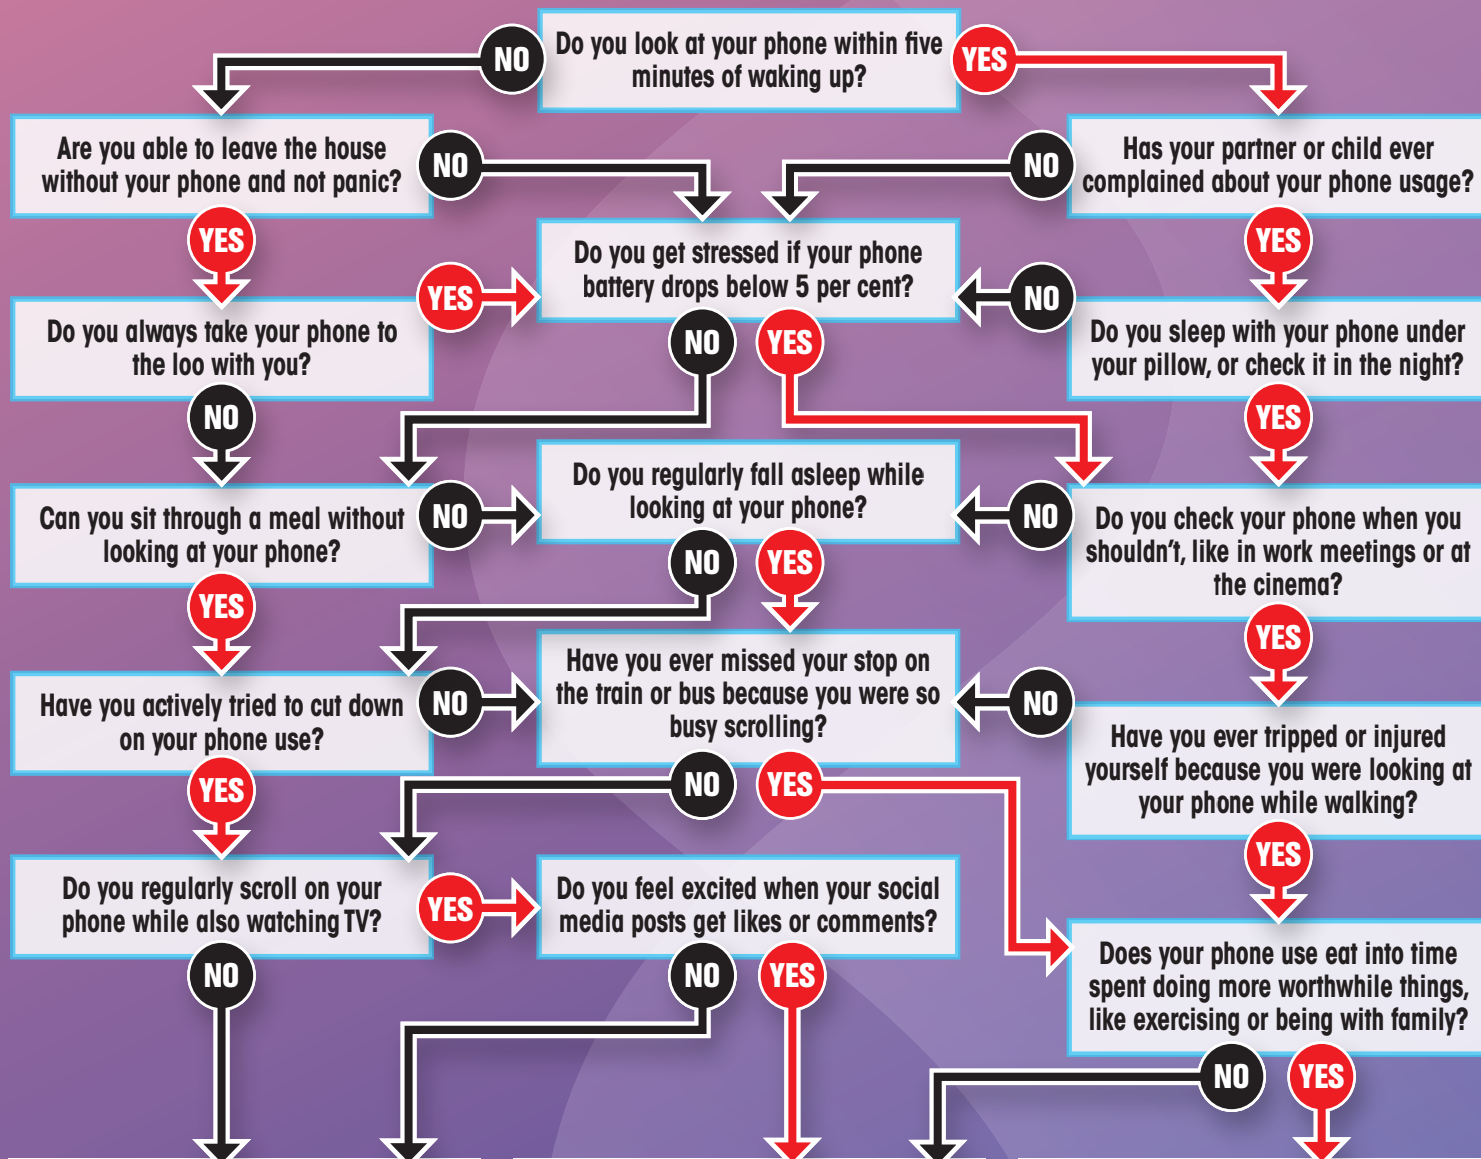 Do you look at your phone within five
minutes of waking up?
NO
YES
Are you able to leave the house
without your phone and not panic?
NO
YES
Has your partner or child ever
complained about your phone usage?
NO
YES
Do you get stressed if your phone
battery drops below 5 per cent?
NO
YES
Do you always take your phone to
the loo with you?
YES
NO
Do you sleep with your phone under
your pillow, or check it in the night?
NO
YES
Can you sit through a meal without
looking at your phone?
NO
YES
Do you regularly fall asleep while
looking at your phone?
NO
YES
Do you check your phone when you
shouldn't, like in work meetings or at
the cinema?
NO
YES
Have you actively tried to cut down
on your phone use?
NO
YES
Have you ever missed your stop on
the train or bus because you were so
busy scrolling?
NO
YES
Have you ever tripped or injured
yourself because you were looking at
your phone while walking?
NO
YES
Do you regularly scroll on your
phone while also watching TV?
YES
NO
Do you feel excited when your social
media posts get likes or comments?
NO
YES
Does your phone use eat into time
spent doing more worthwhile things,
like exercising or being with family?
NO
YES